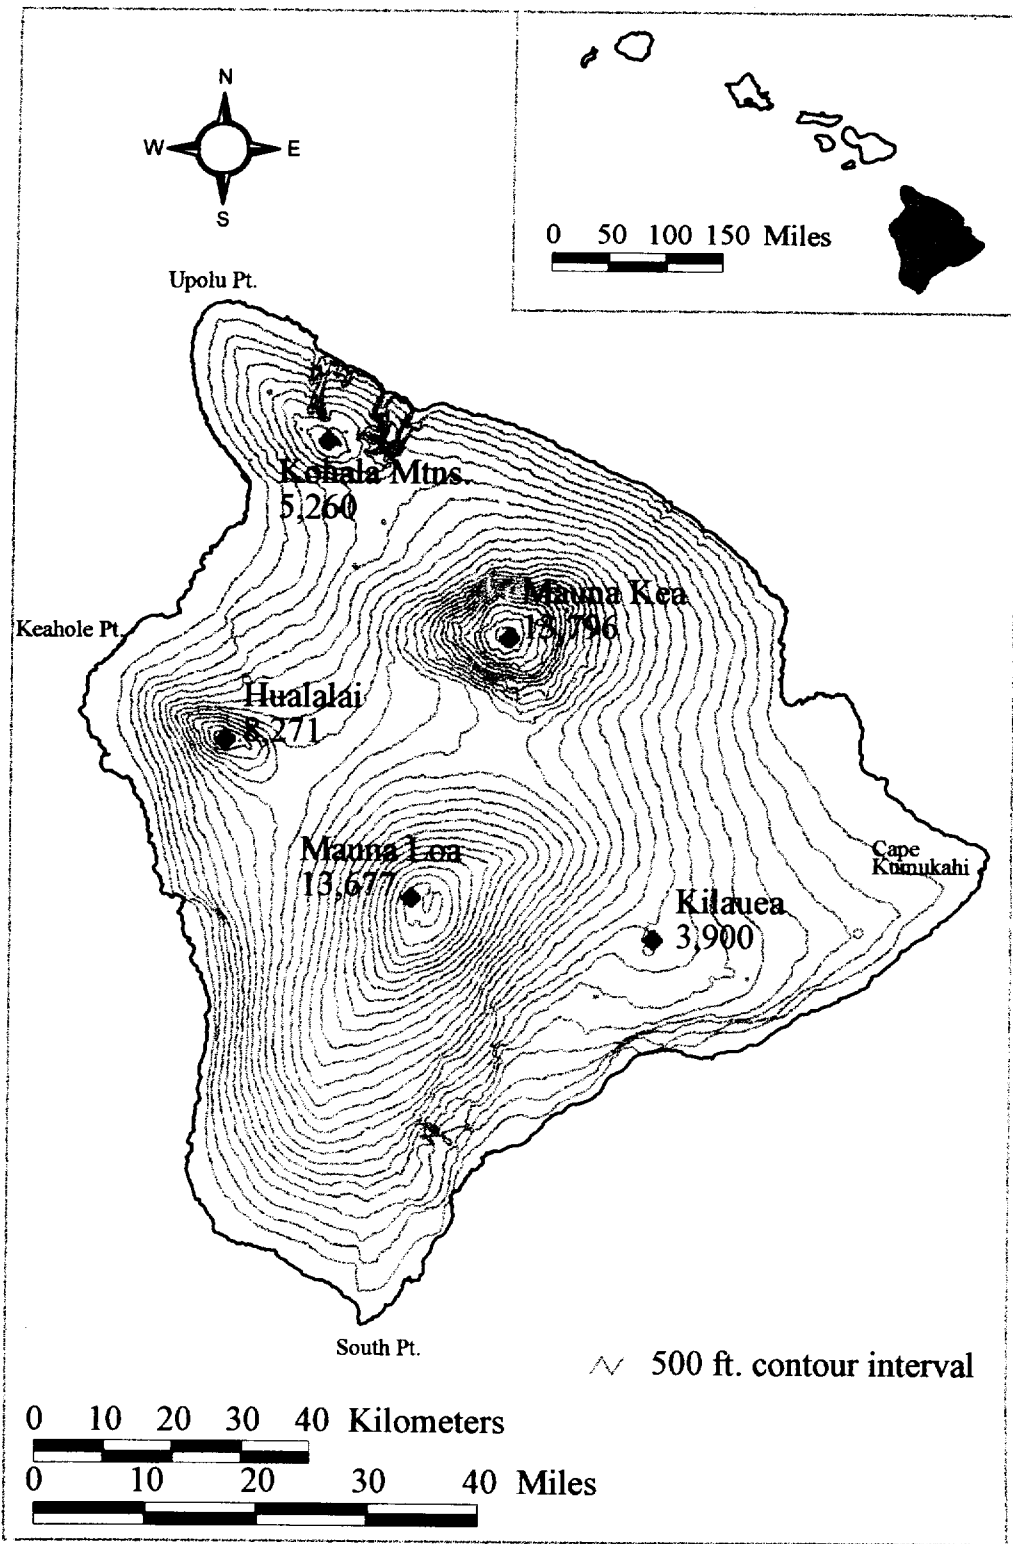 N
W E
S
0 50 100 150 Miles
Upolu Pt.
Kohala Mtns.
5,260
Mauna Kea
13,796
Keahole Pt.
Hualalai
8,271
Mauna Loa
13,677
Cape
Kumukahi
Kilauea
3,900
South Pt.
500 ft. contour interval
0 10 20 30 40 Kilometers
0 10 20 30 40 Miles